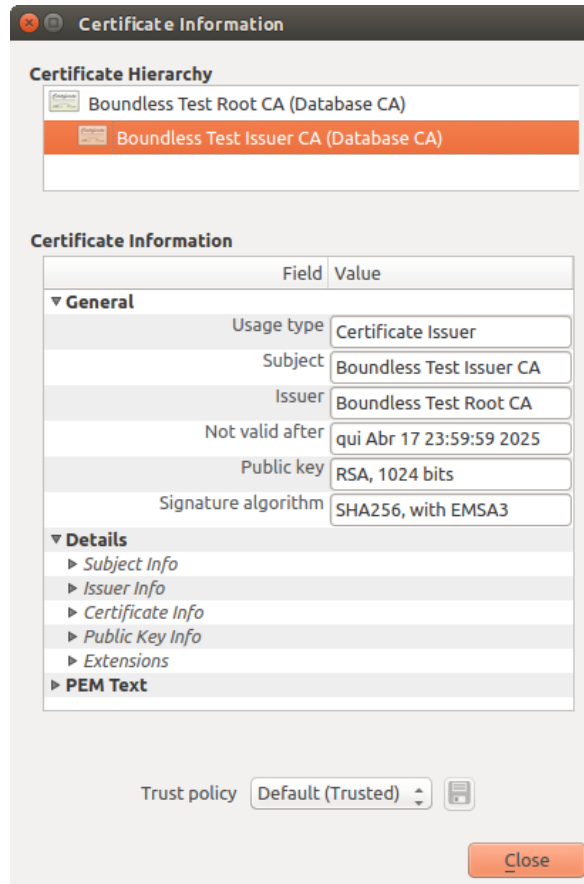 Certificate Information
Certificate Hierarchy
Boundless Test Root CA (Database CA)
Boundless Test Issuer CA (Database CA)
Certificate Information
Field Value
General
Usage type Certificate Issuer
Subject Boundless Test Issuer CA
Issuer Boundless Test Root CA
Not valid after qui Abr 17 23:59:59 2025
Public key RSA, 1024 bits
Signature algorithm SHA256, with EMSA3
Details
Subject Info
Issuer Info
Certificate Info
Public Key Info
Extensions
PEM Text
Trust policy Default (Trusted)
Close